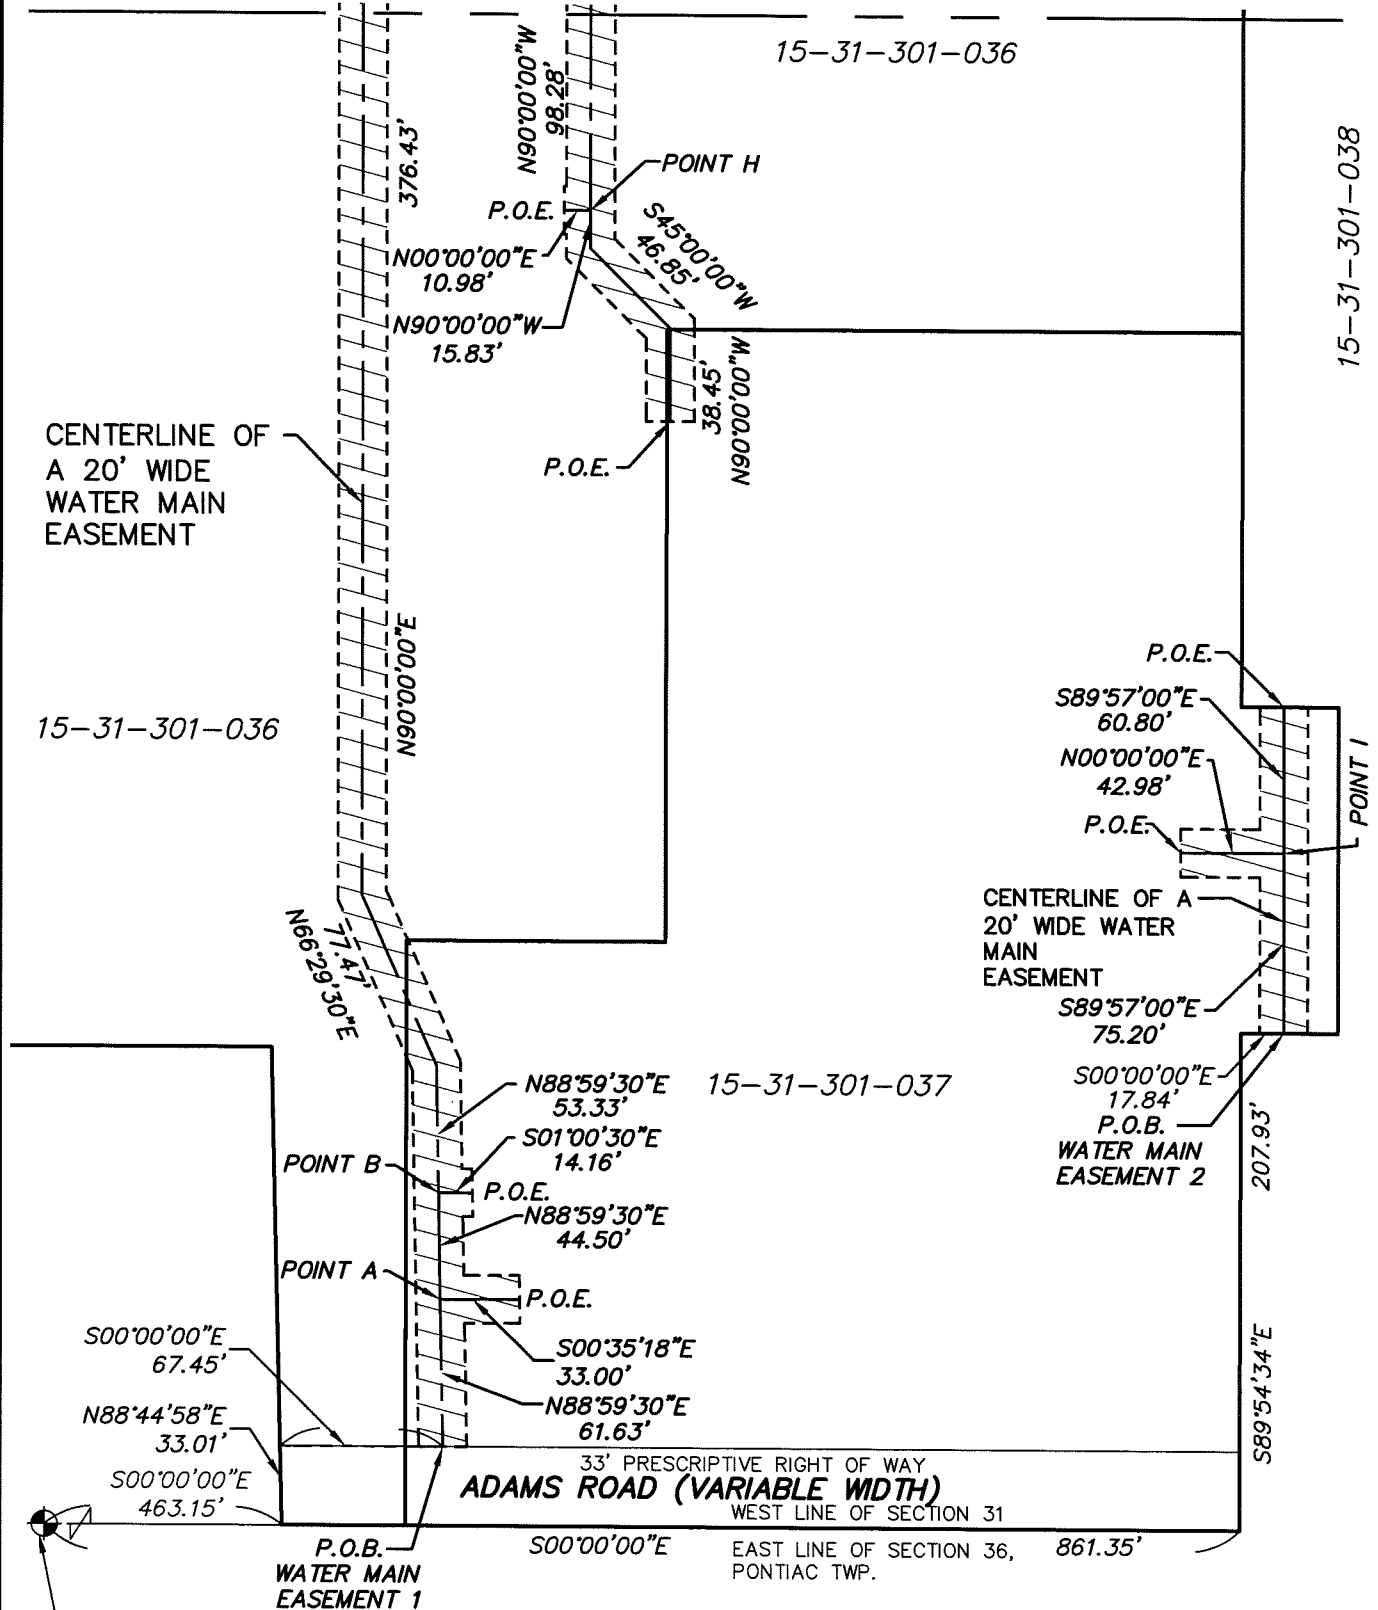 15-31-301-036
N90°00'00"W
98.28'
376.43'
POINT H
P.O.E.
S45°00'00"W
46.85'
N00°00'00"E
10.98'
N90°00'00"W
15.83'
15-31-301-038
38.45'
N90°00'00"W
CENTERLINE OF
A 20' WIDE
WATER MAIN
EASEMENT
P.O.E.
N90°00'00"E
15-31-301-036
P.O.E.
S89°57'00"E
60.80'
N00°00'00"E
42.98'
POINT I
P.O.E.
CENTERLINE OF A
20' WIDE WATER
MAIN
EASEMENT
S89°57'00"E
75.20'
77.47'
N66°29'30"E
N88°59'30"E
53.33'
15-31-301-037
S00°00'00"E
17.84'
P.O.B.
WATER MAIN
EASEMENT 2
207.93'
S01°00'30"E
14.16'
POINT B
P.O.E.
N88°59'30"E
44.50'
POINT A
P.O.E.
S00°35'18"E
33.00'
N88°59'30"E
61.63'
S00°00'00"E
67.45'
N88°44'58"E
33.01'
S00°00'00"E
463.15'
S89°54'34"E
33' PRESCRIPTIVE RIGHT OF WAY
ADAMS ROAD (VARIABLE WIDTH)
WEST LINE OF SECTION 31
P.O.B.
WATER MAIN
EASEMENT 1
S00°00'00"E
EAST LINE OF SECTION 36,
PONTIAC TWP.
861.35'